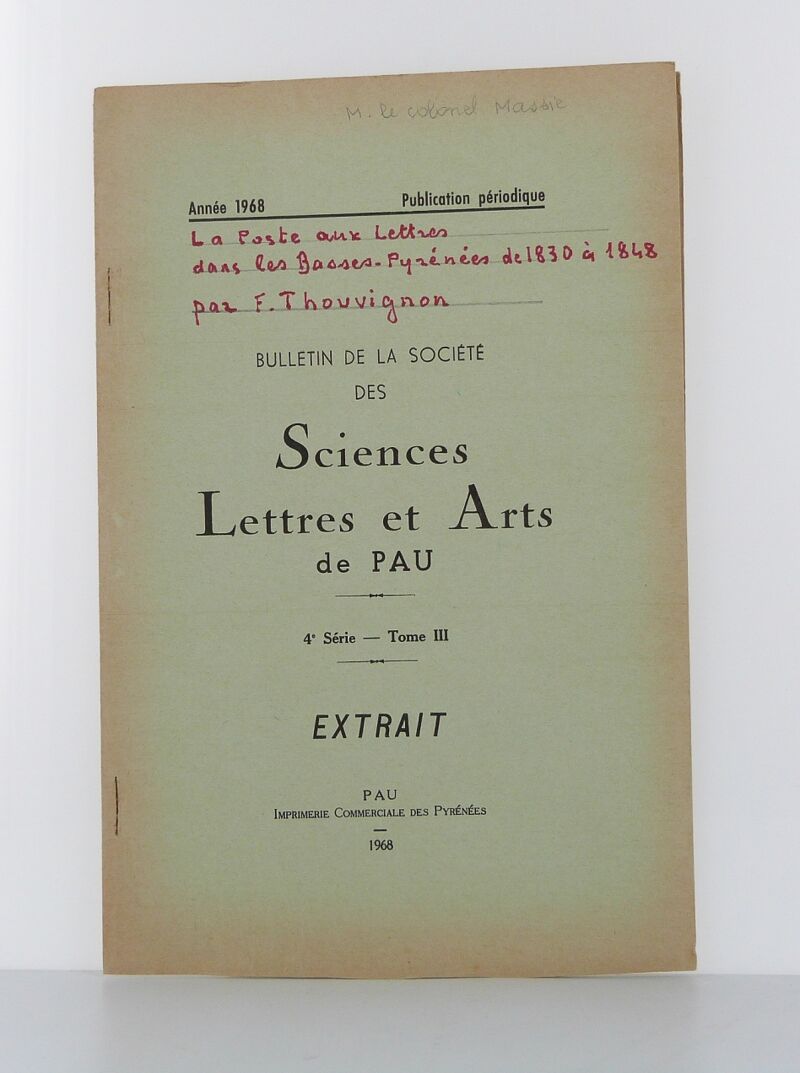 M. le colonel Massie
Année 1968 Publication périodique
La Poste aux Lettres
dans les Basses-Pyrénées de 1830 à 1848
par F. Thouvignon
BULLETIN DE LA SOCIÉTÉ
DES
Sciences
Lettres et Arts
de PAU
4e Série — Tome III
EXTRAIT
PAU
IMPRIMERIE COMMERCIALE DES PYRÉNÉES
1968